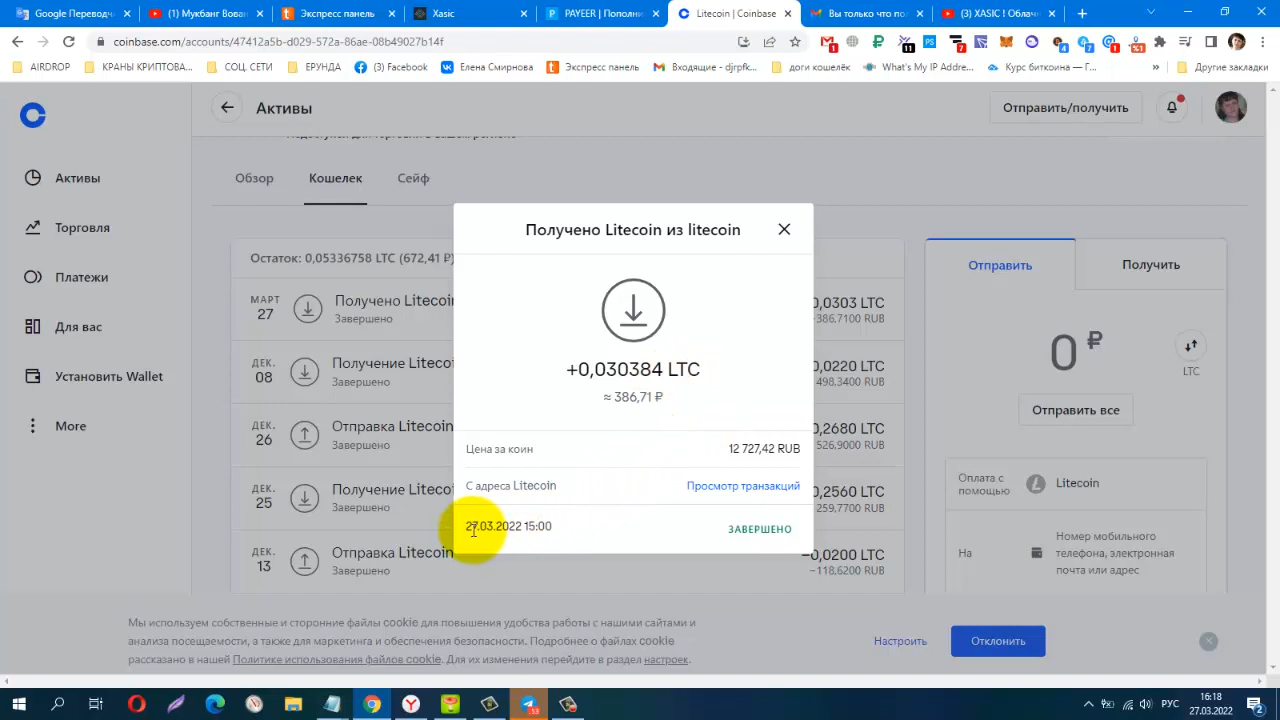 Google Переводч
(1) Мукбанг Вован
Экспресс панель
Xasic
PAYEER | Пополни
Litecoin | Coinbase
Вы только что по
(3) XASIC ! Облач
coinbase.com/accounts/47412a5b-d029-572a-86ae-08b49027b14f
AIRDROP
КРАНЫ КРИПТОВА...
СОЦ. СЕТИ
ЕРУНДА
(3) Facebook
Елена Смирнова
Экспресс панель
Входящие - djrpfk...
доги кошелёк
What's My IP Addre...
Курс биткоина — Г...
»
Другие закладки
Активы
Отправить/получить
Обзор
Кошелек
Сейф
Активы
Торговля
Платежи
Для вас
Установить Wallet
More
Остаток: 0,05336758 LTC (672,41 ₽)
МАРТ
27
Получено Litecoin
Завершено
0,0303 LTC
386,7100 RUB
ДЕК.
08
Получение Litec
Завершено
0,0220 LTC
498.3400 RUB
ДЕК.
26
Отправка Litecoin
Завершено
0,2680 LTC
526,9000 RUB
ДЕК.
25
Получение Litec
Завершено
0,2560 LTC
259,7700 RUB
ДЕК.
13
Отправка Litecoin
Завершено
−0,0200 LTC
−118,6200 RUB
Получено Litecoin из litecoin
+0,030384 LTC
≈ 386,71 ₽
Цена за коин
12 727,42 RUB
С адреса Litecoin
Просмотр транзакций
27.03.2022 15:00
ЗАВЕРШЕНО
Отправить
Получить
0 ₽
LTC
Отправить все
Оплата с
помощью
Litecoin
На
Номер мобильного
телефона, электронная
почта или адрес
Мы используем собственные и сторонние файлы cookie для повышения удобства работы с нашими сайтами и
анализа посещаемости, а также для маркетинга и обеспечения безопасности. Подробнее о файлах cookie
рассказано в нашей Политике использования файлов cookie. Для их изменения перейдите в раздел настроек.
Настроить
Отклонить
РУС
16:18
27.03.2022